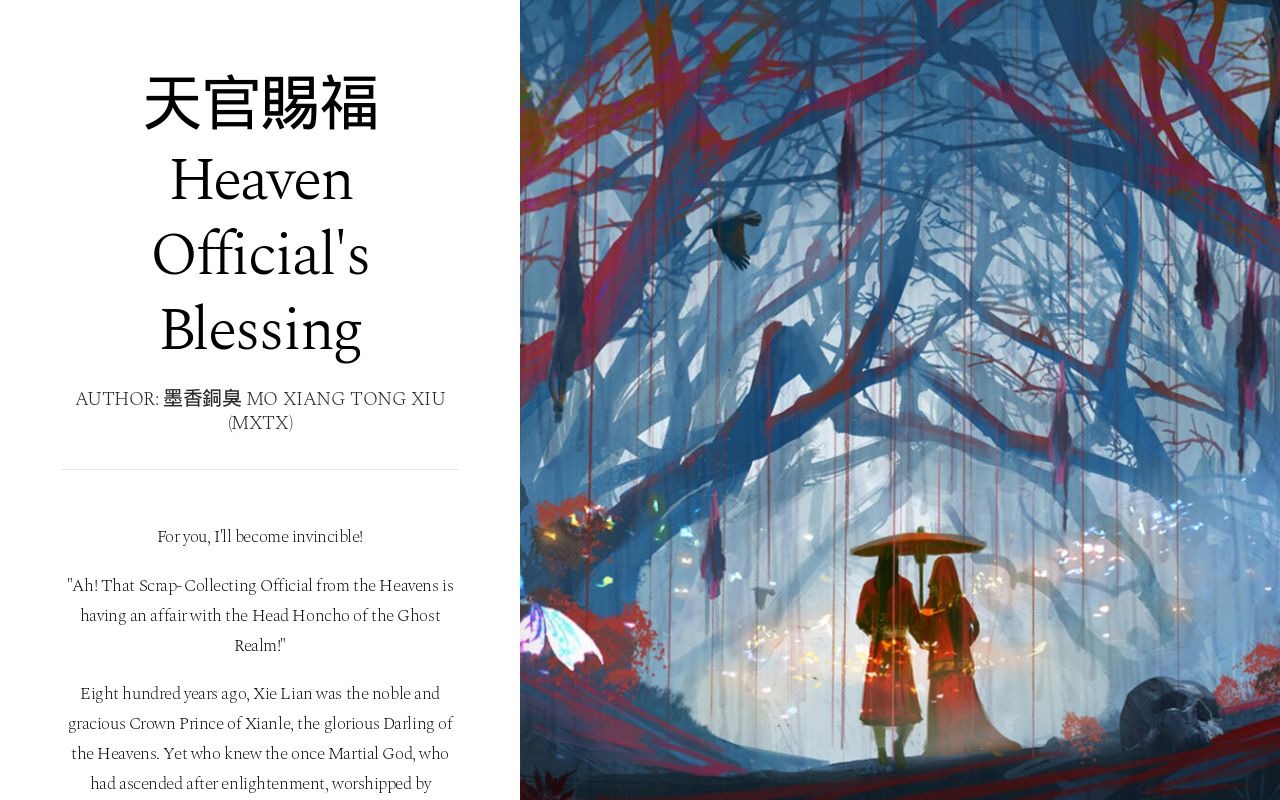 天官賜福
Heaven
Official's
Blessing
AUTHOR: 墨香銅臭 MO XIANG TONG XIU
(MXTX)
For you, I'll become invincible!
"Ah! That Scrap-Collecting Official from the Heavens is
having an affair with the Head Honcho of the Ghost
Realm!"
Eight hundred years ago, Xie Lian was the noble and
gracious Crown Prince of Xianle, the glorious Darling of
the Heavens. Yet who knew the once Martial God, who
had ascended after enlightenment, worshipped by